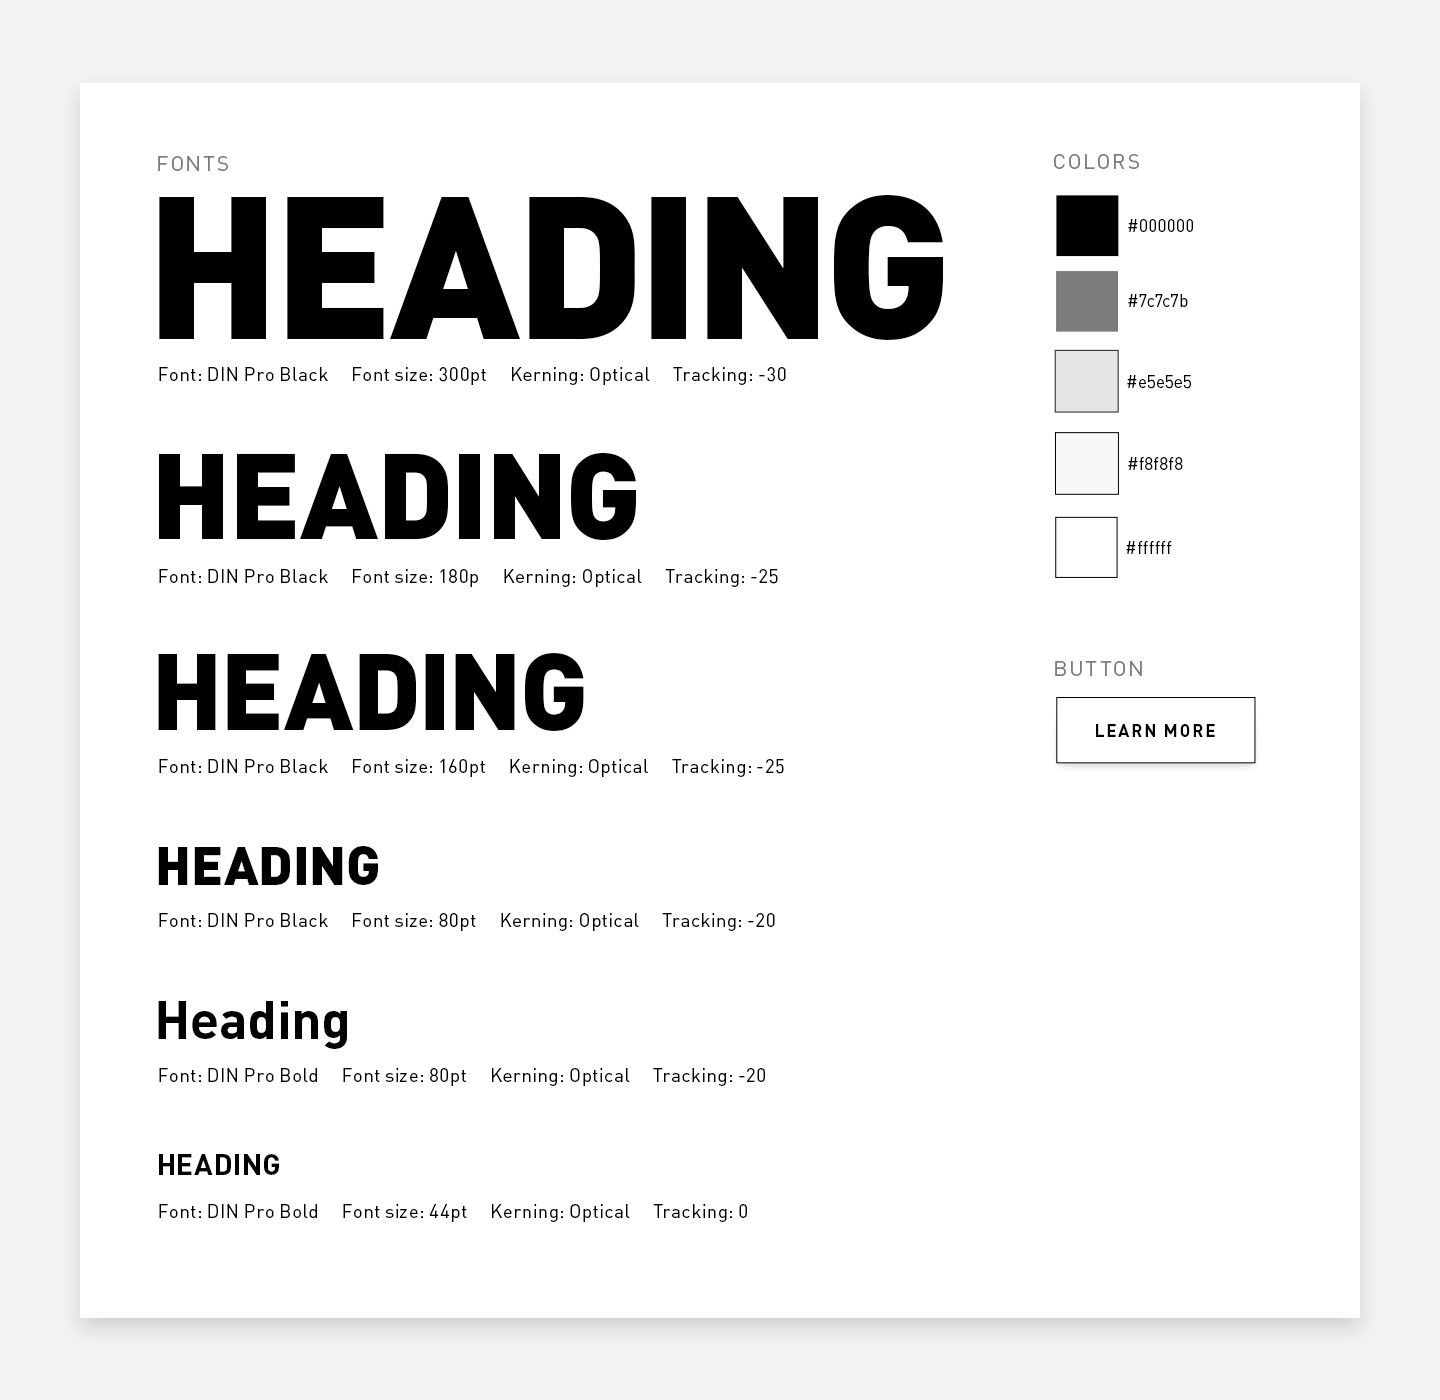 FONTS
HEADING
Font: DIN Pro Black Font size: 300pt Kerning: Optical Tracking: -30
HEADING
Font: DIN Pro Black Font size: 180p Kerning: Optical Tracking: -25
HEADING
Font: DIN Pro Black Font size: 160pt Kerning: Optical Tracking: -25
HEADING
Font: DIN Pro Black Font size: 80pt Kerning: Optical Tracking: -20
Heading
Font: DIN Pro Bold Font size: 80pt Kerning: Optical Tracking: -20
HEADING
Font: DIN Pro Bold Font size: 44pt Kerning: Optical Tracking: 0
COLORS
#000000
#7c7c7b
#e5e5e5
#f8f8f8
#ffffff
BUTTON
LEARN MORE